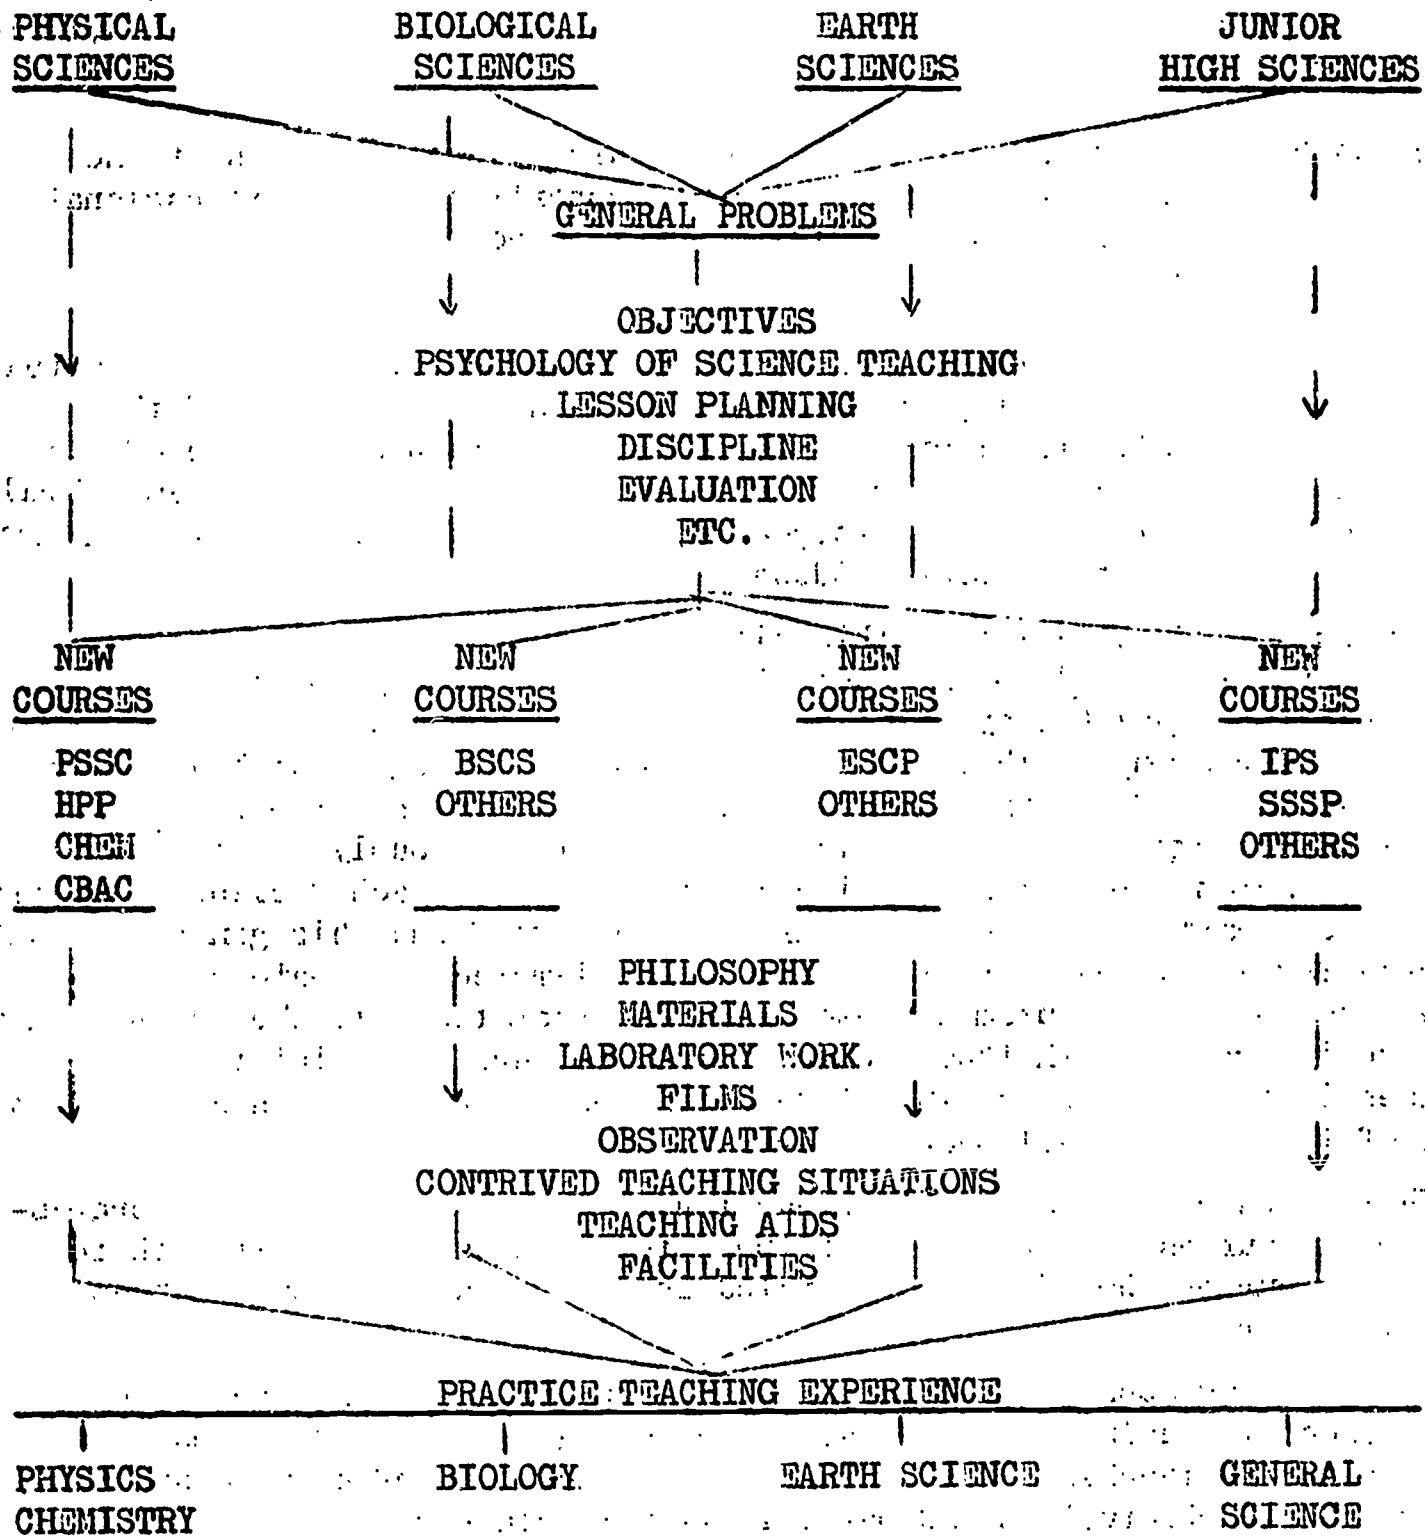 PHYSICAL SCIENCES
BIOLOGICAL SCIENCES
EARTH SCIENCES
JUNIOR HIGH SCIENCES
GENERAL PROBLEMS
OBJECTIVES
PSYCHOLOGY OF SCIENCE TEACHING
LESSON PLANNING
DISCIPLINE
EVALUATION
ETC.
NEW COURSES
PSSC
HPP
CHEM
CBAC
NEW COURSES
BSCS
OTHERS
NEW COURSES
ESCP
OTHERS
NEW COURSES
IPS
SSSP
OTHERS
PHILOSOPHY
MATERIALS
LABORATORY WORK
FILMS
OBSERVATION
CONTRIVED TEACHING SITUATIONS
TEACHING AIDS
FACILITIES
PRACTICE TEACHING EXPERIENCE
PHYSICS
CHEMISTRY
BIOLOGY
EARTH SCIENCE
GENERAL SCIENCE